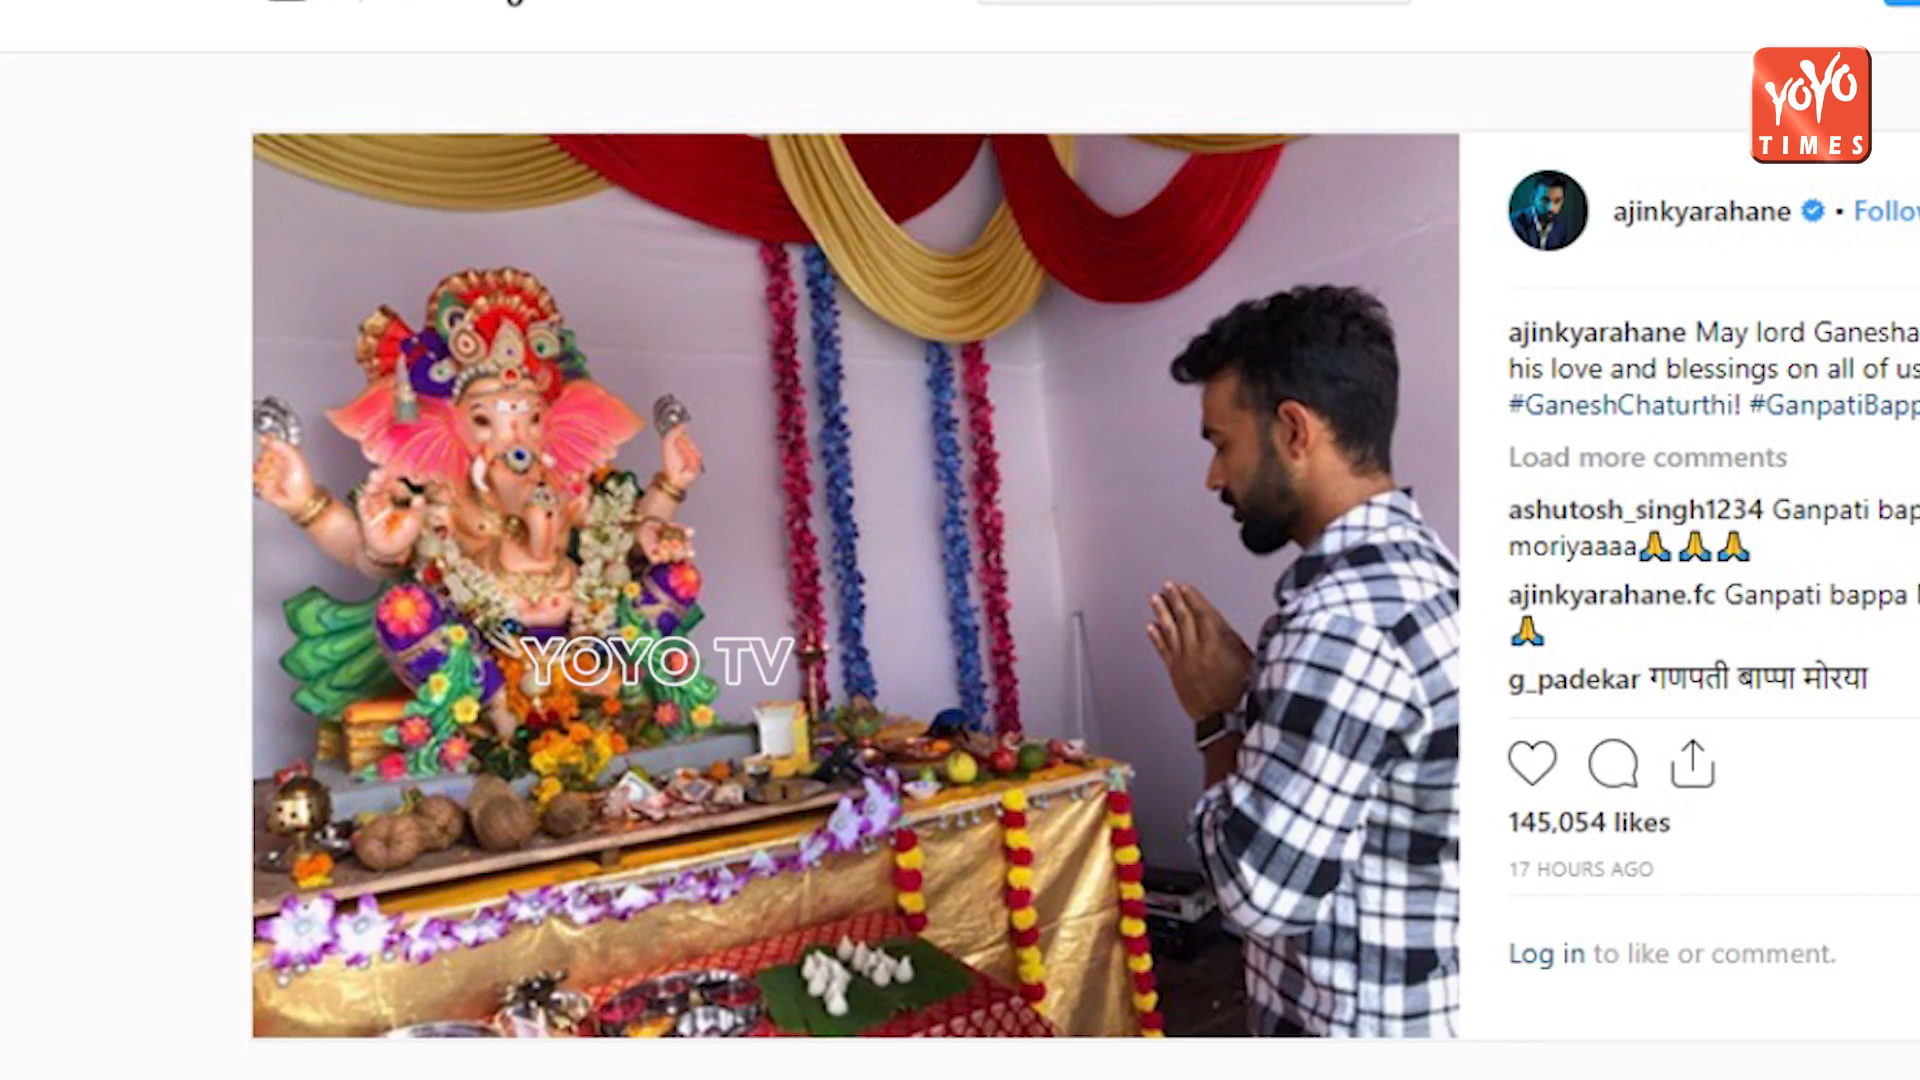 YOYO
TIMES
ajinkyarahane • Follow
ajinkyarahane May lord Ganesha
his love and blessings on all of us
#GaneshChaturthi! #GanpatiBapp
Load more comments
ashutosh_singh1234 Ganpati bap
moriyaaaa🙏🙏🙏
ajinkyarahane.fc Ganpati bappa
🙏
g_padekar गणपती बाप्पा मोरया
145,054 likes
17 HOURS AGO
Log in to like or comment.
YOYO TV